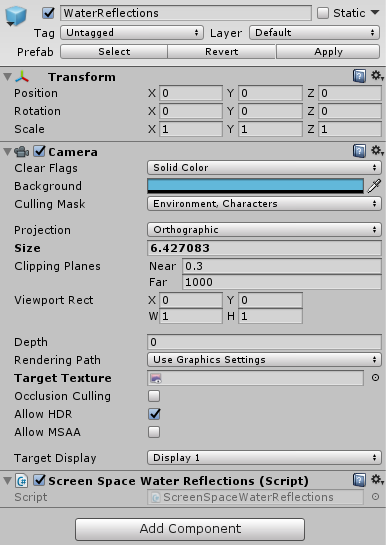 WaterReflections Static
Tag Untagged Layer Default
Prefab Select Revert Apply
Transform
Position X 0 Y 0 Z 0
Rotation X 0 Y 0 Z 0
Scale X 1 Y 1 Z 1
Camera
Clear Flags Solid Color
Background
Culling Mask Environment, Characters
Projection Orthographic
Size 6.427083
Clipping Planes Near 0.3
Far 1000
Viewport Rect X 0 Y 0
W 1 H 1
Depth 0
Rendering Path Use Graphics Settings
Target Texture
Occlusion Culling
Allow HDR
Allow MSAA
Target Display Display 1
C# Screen Space Water Reflections (Script)
Script ScreenSpaceWaterReflections
Add Component